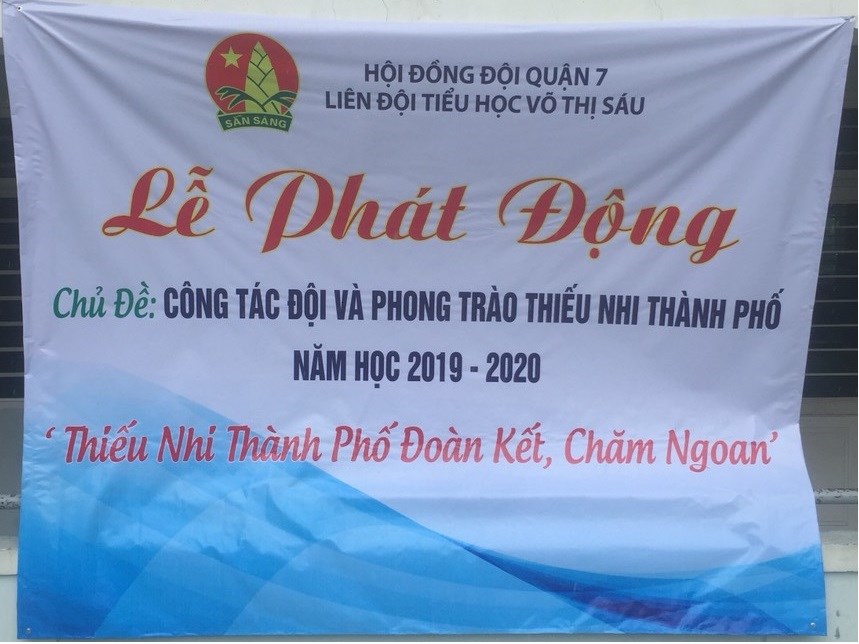 SẴN SÀNG
HỘI ĐỒNG ĐỘI QUẬN 7
LIÊN ĐỘI TIỂU HỌC VÕ THỊ SÁU
Lễ Phát Động
Chủ Đề: CÔNG TÁC ĐỘI VÀ PHONG TRÀO THIẾU NHI THÀNH PHỐ
NĂM HỌC 2019 - 2020
‘ Thiếu Nhi Thành Phố Đoàn Kết, Chăm Ngoan’